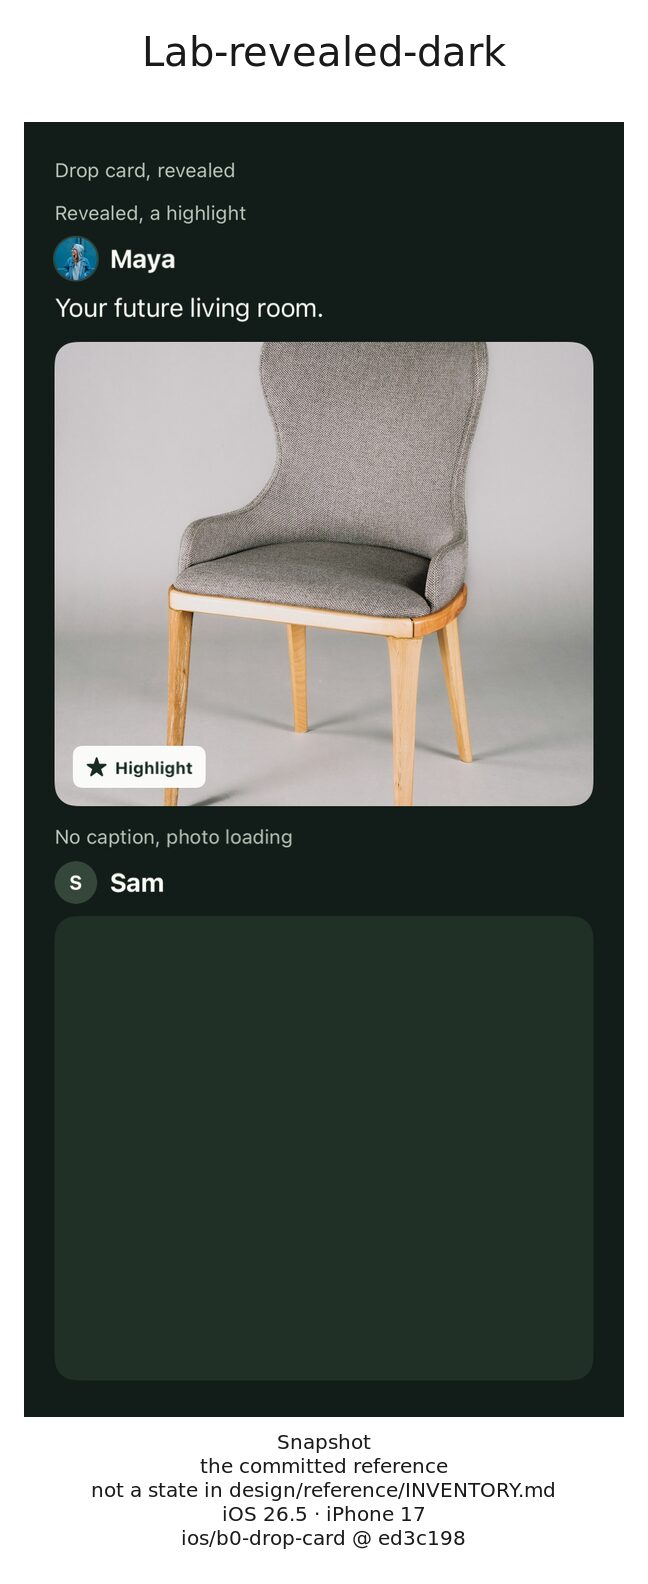 Lab-revealed-dark
Drop card, revealed
Revealed, a highlight
Maya
Your future living room.
Highlight
No caption, photo loading
S
Sam
Snapshot
the committed reference
not a state in design/reference/INVENTORY.md
iOS 26.5 · iPhone 17
ios/b0-drop-card @ ed3c198